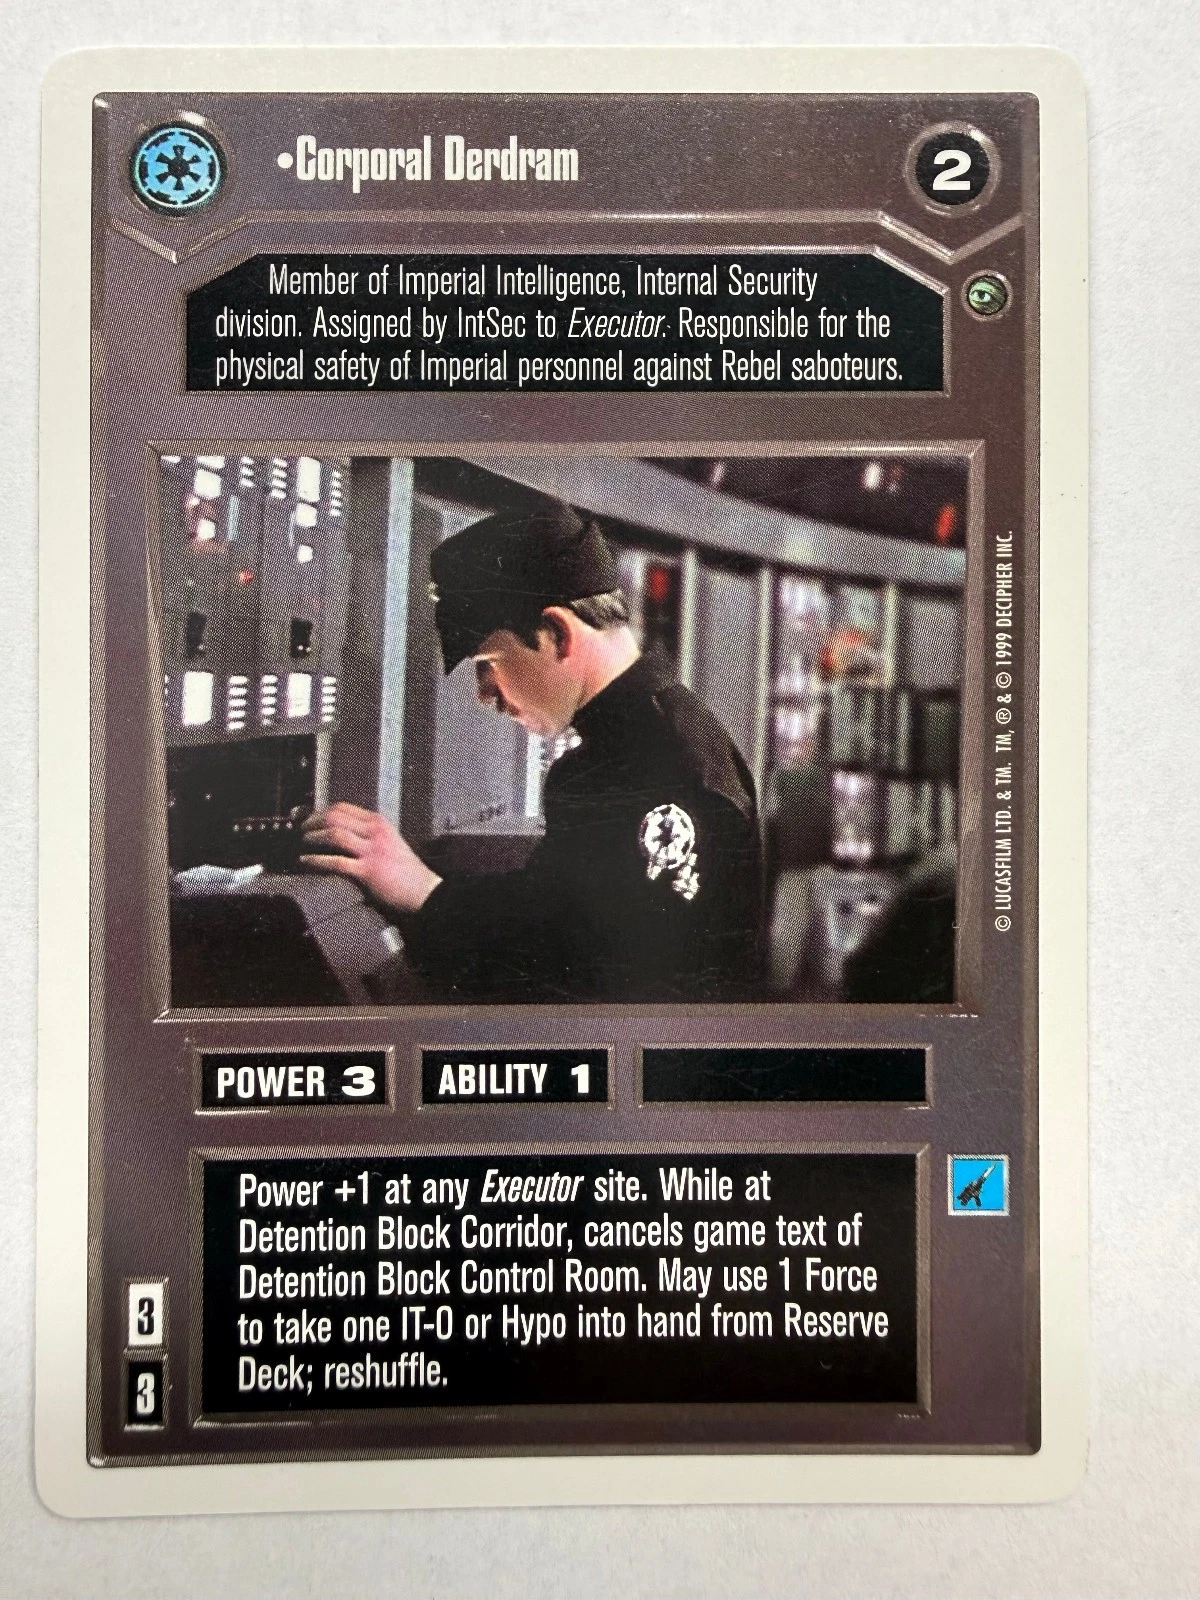 •Corporal Derdram
2
Member of Imperial Intelligence, Internal Security
division. Assigned by IntSec to Executor. Responsible for the
physical safety of Imperial personnel against Rebel saboteurs.
© LUCASFILM LTD. & TM. TM, ® & © 1999 DECIPHER INC.
POWER 3
ABILITY 1
Power +1 at any Executor site. While at
Detention Block Corridor, cancels game text of
Detention Block Control Room. May use 1 Force
to take one IT-O or Hypo into hand from Reserve
Deck; reshuffle.
3
3